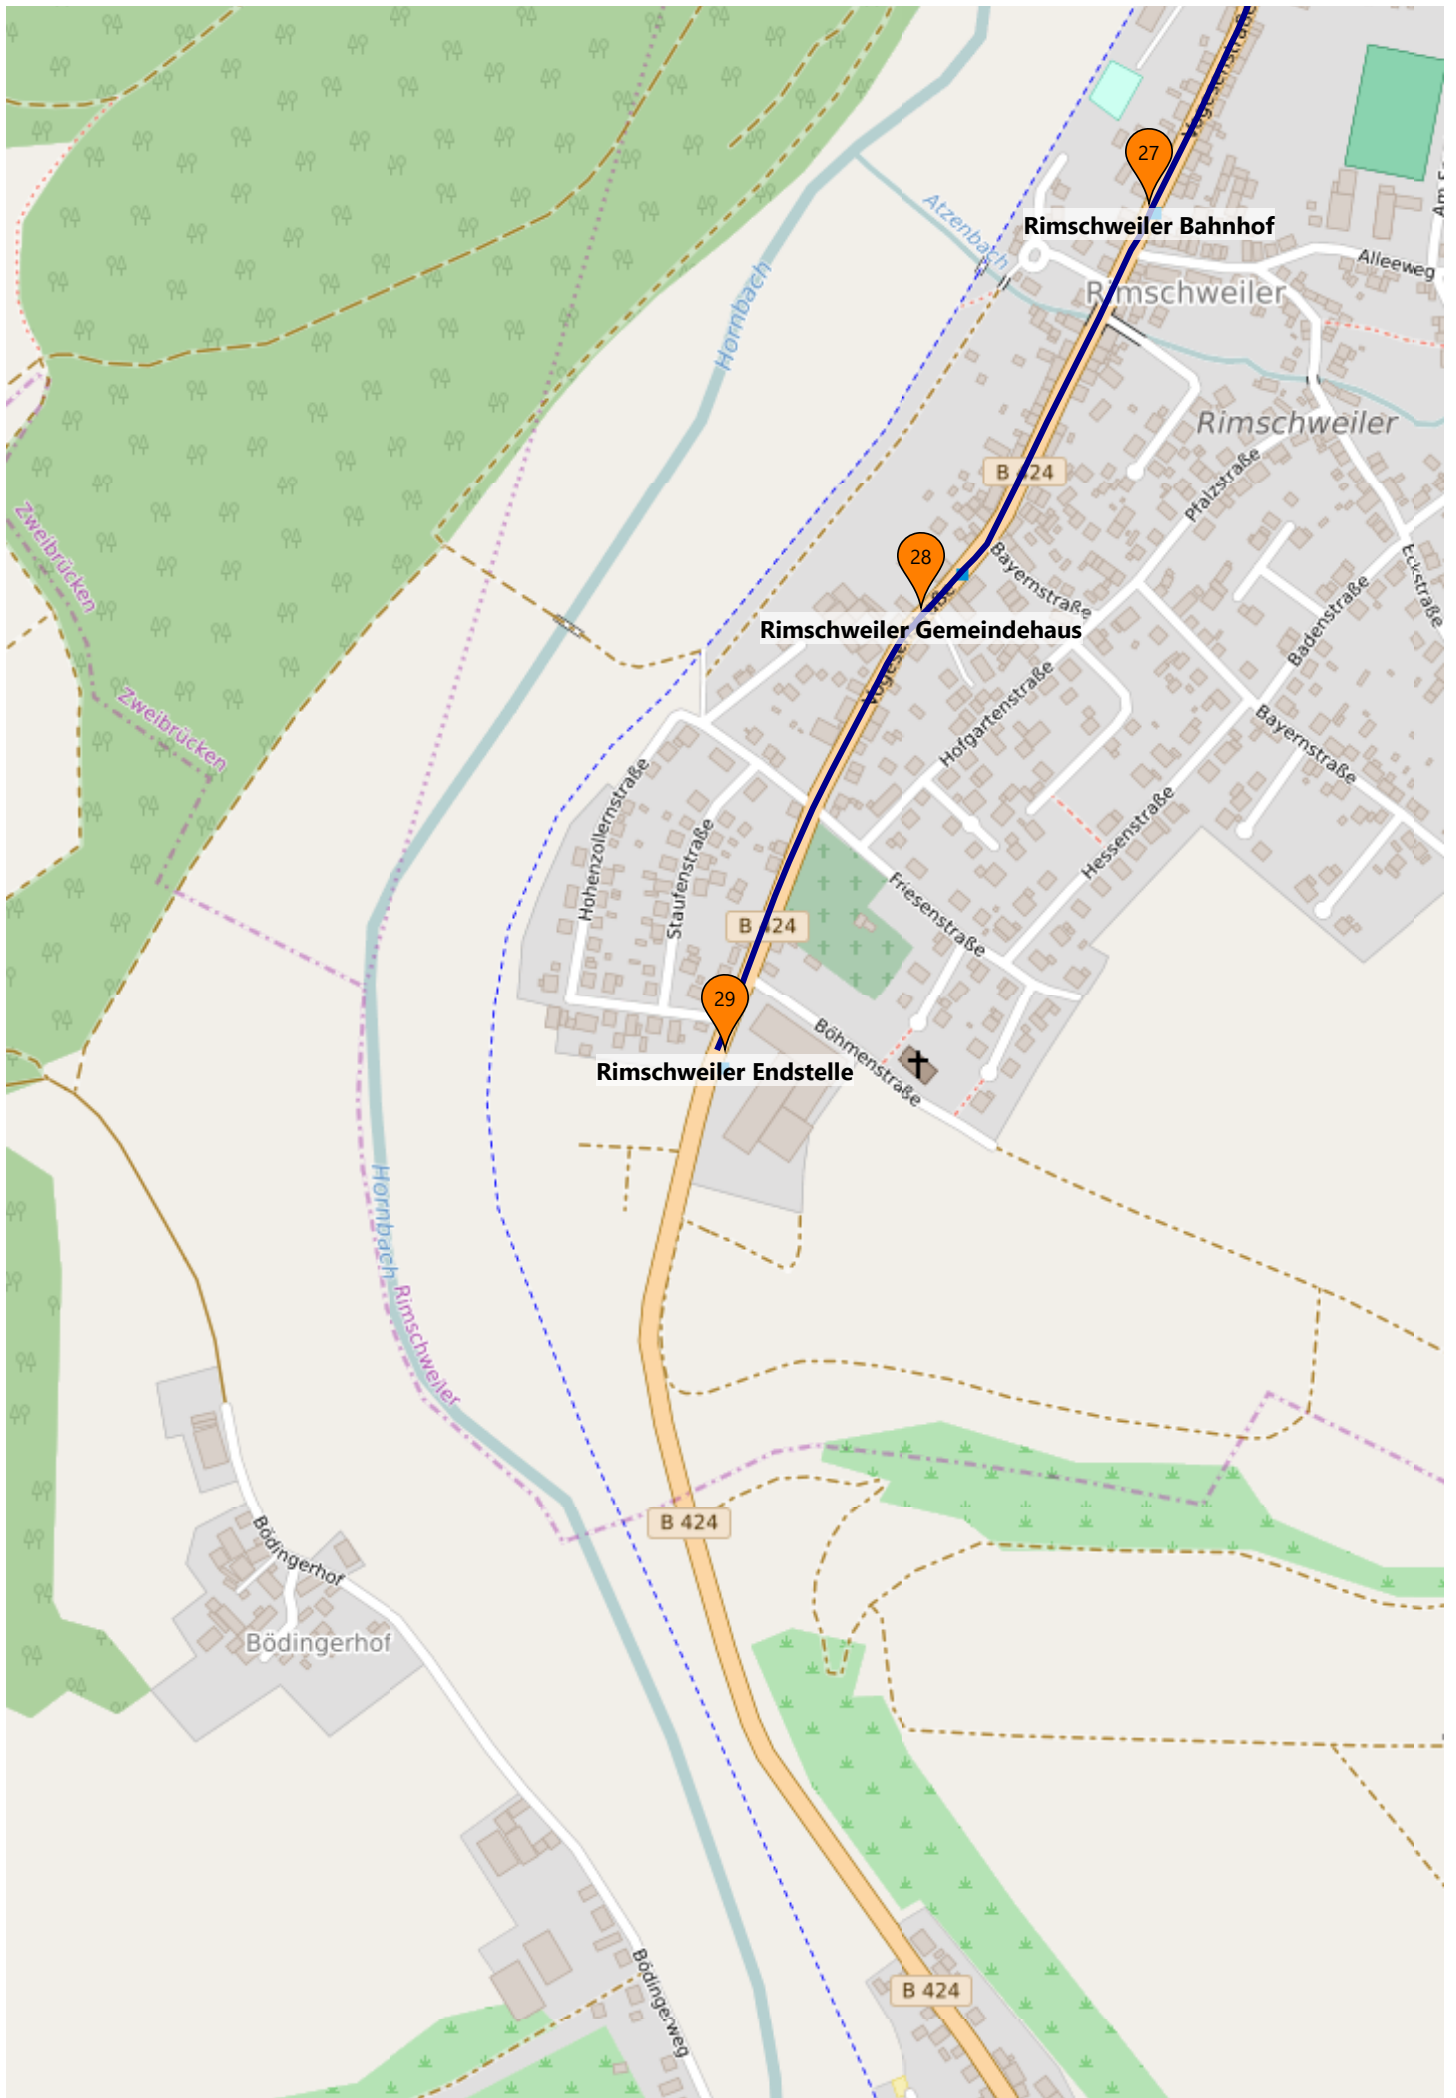 Vogesenstraße
27
Rimschweiler Bahnhof
Atzenbach
Alleeweg
Rimschweiler
Hornbach
Rimschweiler
B 424
Pfalzstraße
Zweibrücken
28
Bayernstraße
Eckstraße
Badenstraße
Rimschweiler Gemeindehaus
Hofgartenstraße
Zweibrücken
Bayernstraße
Hohenzollernstraße
Staufenstraße
Hessenstraße
Friesenstraße
B 424
29
Böhmenstraße
Rimschweiler Endstelle
Hornbach
Rimschweiler
B 424
Bödingerhof
Bödingerhof
Bödingerweg
B 424